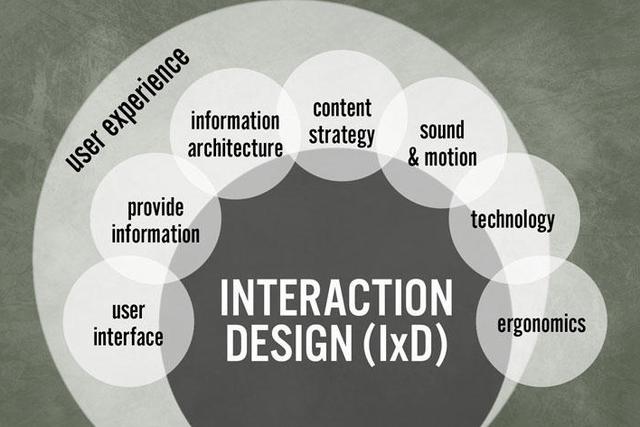 user experience
information
architecture
content
strategy
sound
& motion
provide
information
technology
user
interface
ergonomics
INTERACTION
DESIGN (IxD)